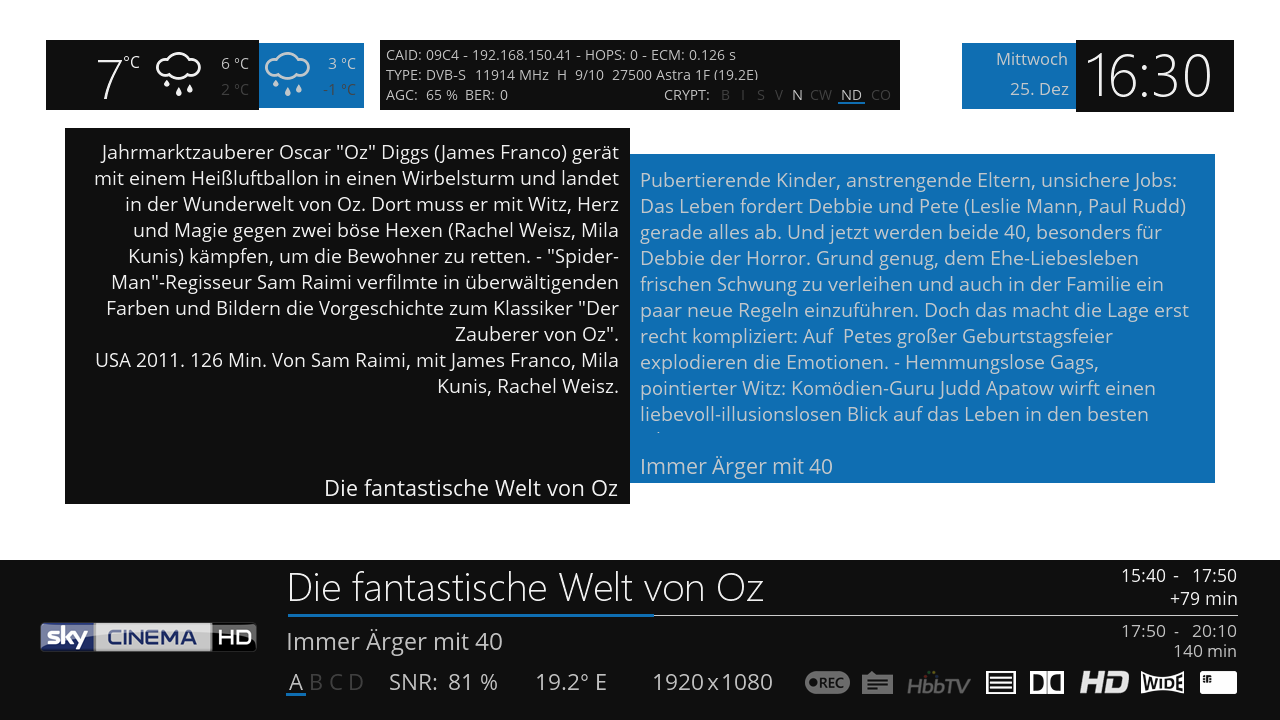 7 °C
6 °C
2 °C
3 °C
-1 °C
CAID: 09C4 - 192.168.150.41 - HOPS: 0 - ECM: 0.126 s
TYPE: DVB-S 11914 MHz H 9/10 27500 Astra 1F (19.2E)
AGC: 65 % BER: 0 CRYPT: B I S V N CW ND CO
Mittwoch
25. Dez
16:30
Jahrmarktzauberer Oscar "Oz" Diggs (James Franco) gerät
mit einem Heißluftballon in einen Wirbelsturm und landet
in der Wunderwelt von Oz. Dort muss er mit Witz, Herz
und Magie gegen zwei böse Hexen (Rachel Weisz, Mila
Kunis) kämpfen, um die Bewohner zu retten. - "Spider-
Man"-Regisseur Sam Raimi verfilmte in überwältigenden
Farben und Bildern die Vorgeschichte zum Klassiker "Der
Zauberer von Oz".
USA 2011. 126 Min. Von Sam Raimi, mit James Franco, Mila
Kunis, Rachel Weisz.
Die fantastische Welt von Oz
Pubertierende Kinder, anstrengende Eltern, unsichere Jobs:
Das Leben fordert Debbie und Pete (Leslie Mann, Paul Rudd)
gerade alles ab. Und jetzt werden beide 40, besonders für
Debbie der Horror. Grund genug, dem Ehe-Liebesleben
frischen Schwung zu verleihen und auch in der Familie ein
paar neue Regeln einzuführen. Doch das macht die Lage erst
recht kompliziert: Auf Petes großer Geburtstagsfeier
explodieren die Emotionen. - Hemmungslose Gags,
pointierter Witz: Komödien-Guru Judd Apatow wirft einen
liebevoll-illusionslosen Blick auf das Leben in den besten
Immer Ärger mit 40
sky CINEMA HD
Die fantastische Welt von Oz
15:40 - 17:50
+79 min
Immer Ärger mit 40
17:50 - 20:10
140 min
A B C D SNR: 81 % 19.2° E 1920x1080 REC HbbTV HD WIDE